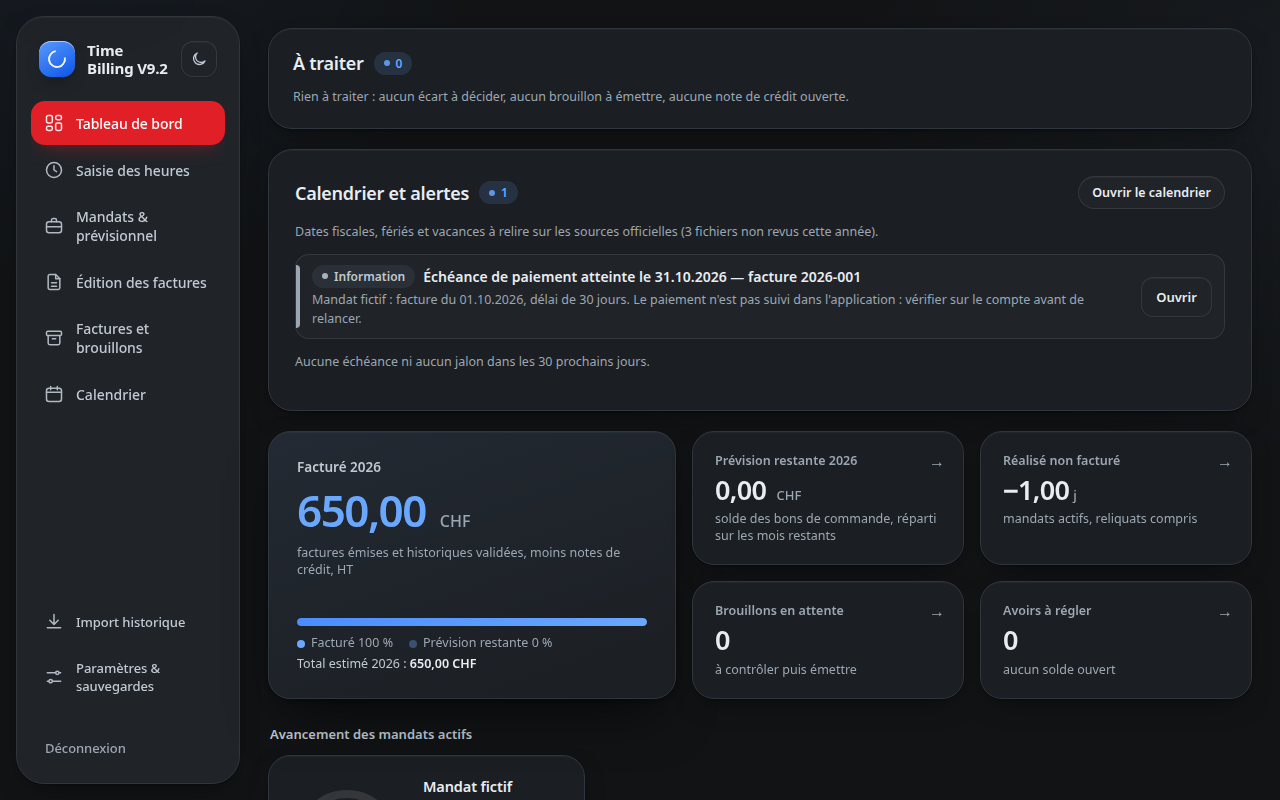 Time
Billing V9.2
Tableau de bord
Saisie des heures
Mandats &
prévisionnel
Édition des factures
Factures et
brouillons
Calendrier
Import historique
Paramètres &
sauvegardes
Déconnexion
À traiter 0
Rien à traiter : aucun écart à décider, aucun brouillon à émettre, aucune note de crédit ouverte.
Calendrier et alertes 1
Ouvrir le calendrier
Dates fiscales, fériés et vacances à relire sur les sources officielles (3 fichiers non revus cette année).
Information Échéance de paiement atteinte le 31.10.2026 — facture 2026-001
Mandat fictif : facture du 01.10.2026, délai de 30 jours. Le paiement n'est pas suivi dans l'application : vérifier sur le compte avant de
relancer.
Ouvrir
Aucune échéance ni aucun jalon dans les 30 prochains jours.
Facturé 2026
650,00 CHF
factures émises et historiques validées, moins notes de
crédit, HT
Facturé 100 % Prévision restante 0 %
Total estimé 2026 : 650,00 CHF
Prévision restante 2026 →
0,00 CHF
solde des bons de commande, réparti
sur les mois restants
Réalisé non facturé →
−1,00 j
mandats actifs, reliquats compris
Brouillons en attente →
0
à contrôler puis émettre
Avoirs à régler →
0
aucun solde ouvert
Avancement des mandats actifs
Mandat fictif